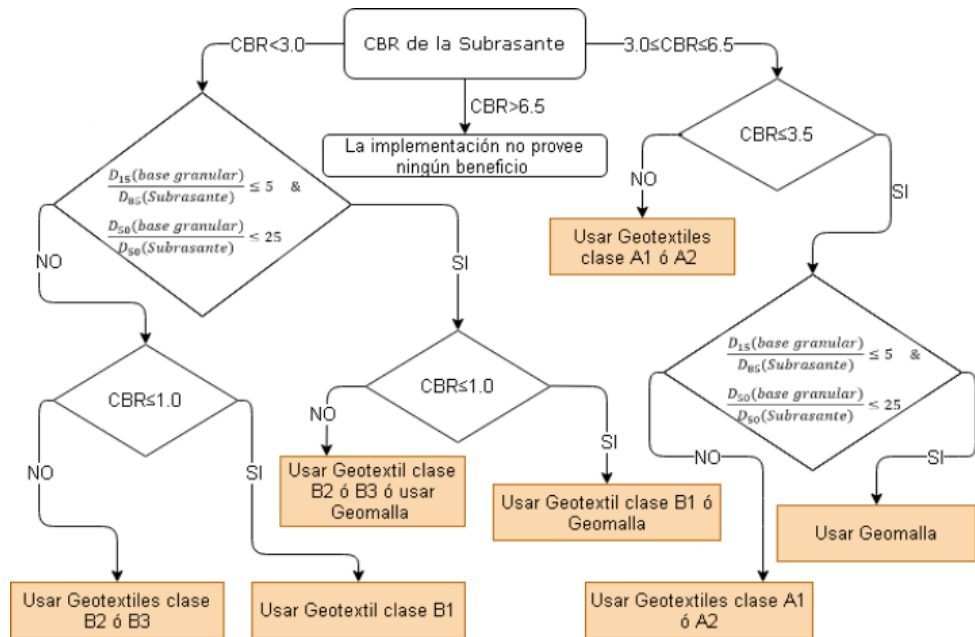 CBR de la Subrasante
CBR<3.0
3.0≤CBR≤6.5
CBR>6.5
La implementación no provee
ningún beneficio
CBR≤3.5
NO
SI
Usar Geotextiles
clase A1 ó A2
D₁₅(base granular)/D₈₅(Subrasante) ≤ 5 &
D₅₀(base granular)/D₅₀(Subrasante) ≤ 25
NO
SI
D₁₅(base granular)/D₈₅(Subrasante) ≤ 5 &
D₅₀(base granular)/D₅₀(Subrasante) ≤ 25
NO
SI
CBR≤1.0
NO
SI
CBR≤1.0
NO
SI
Usar Geotextil clase
B2 ó B3 ó usar
Geomalla
Usar Geotextil clase B1 ó
Geomalla
Usar Geomalla
Usar Geotextiles clase
B2 ó B3
Usar Geotextil clase B1
Usar Geotextiles clase A1
ó A2